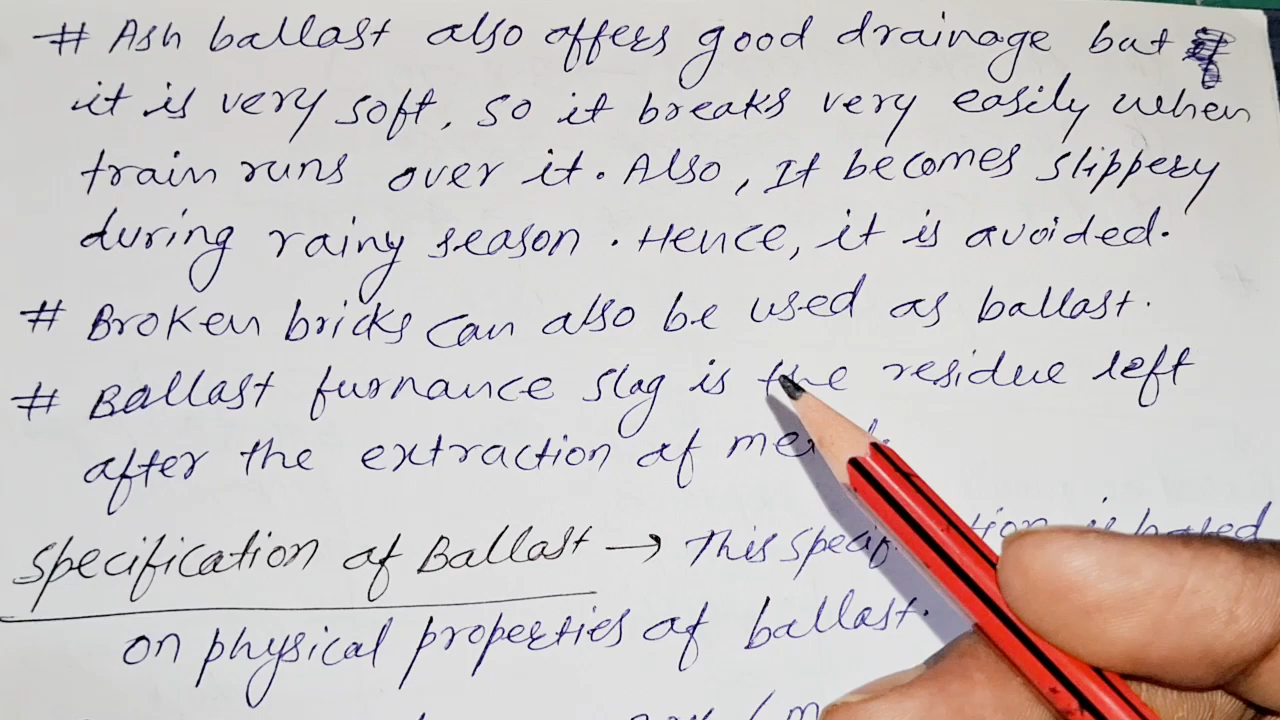 # Ash ballast also offers good drainage but
it is very soft, so it breaks very easily when
train runs over it. Also, It becomes slippery
during rainy season. Hence, it is avoided.
# Broken bricks can also be used as ballast.
# Ballast furnance slag is the residue left
after the extraction of
Specification of Ballast → This is based
on physical properties of ballast.